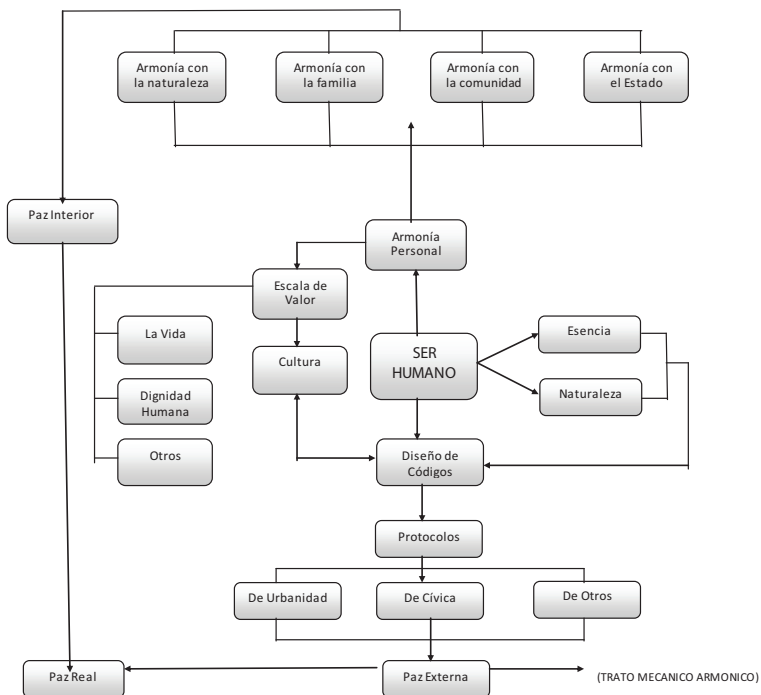 Armonía con
la naturaleza
Armonía con
la familia
Armonía con
la comunidad
Armonía con
el Estado
Paz Interior
Armonía
Personal
Escala de
Valor
La Vida
Cultura
SER
HUMANO
Esencia
Naturaleza
Dignidad
Humana
Otros
Diseño de
Códigos
Protocolos
De Urbanidad
De Cívica
De Otros
Paz Real
Paz Externa
(TRATO MECANICO ARMONICO)